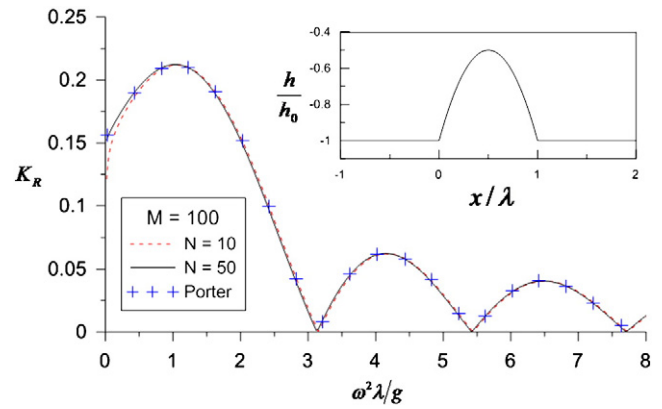 0.25
0.2
0.15
0.1
0.05
0
K_R
0 1 2 3 4 5 6 7 8
ω²λ/g
M = 100
N = 10
N = 50
Porter
-0.4
-0.6
-0.8
-1
h/h₀
-1 0 1 2
x/λ